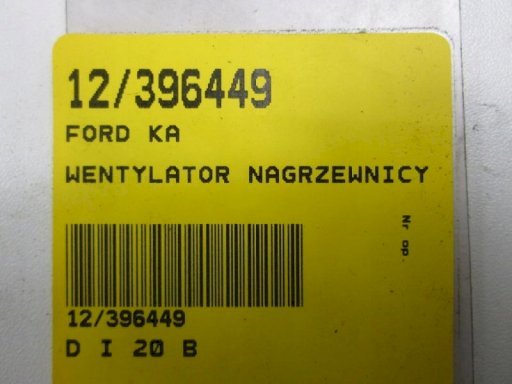 12/396449
FORD KA
WENTYLATOR NAGRZEWNICY
Nr op.
12/396449
D I 20 B